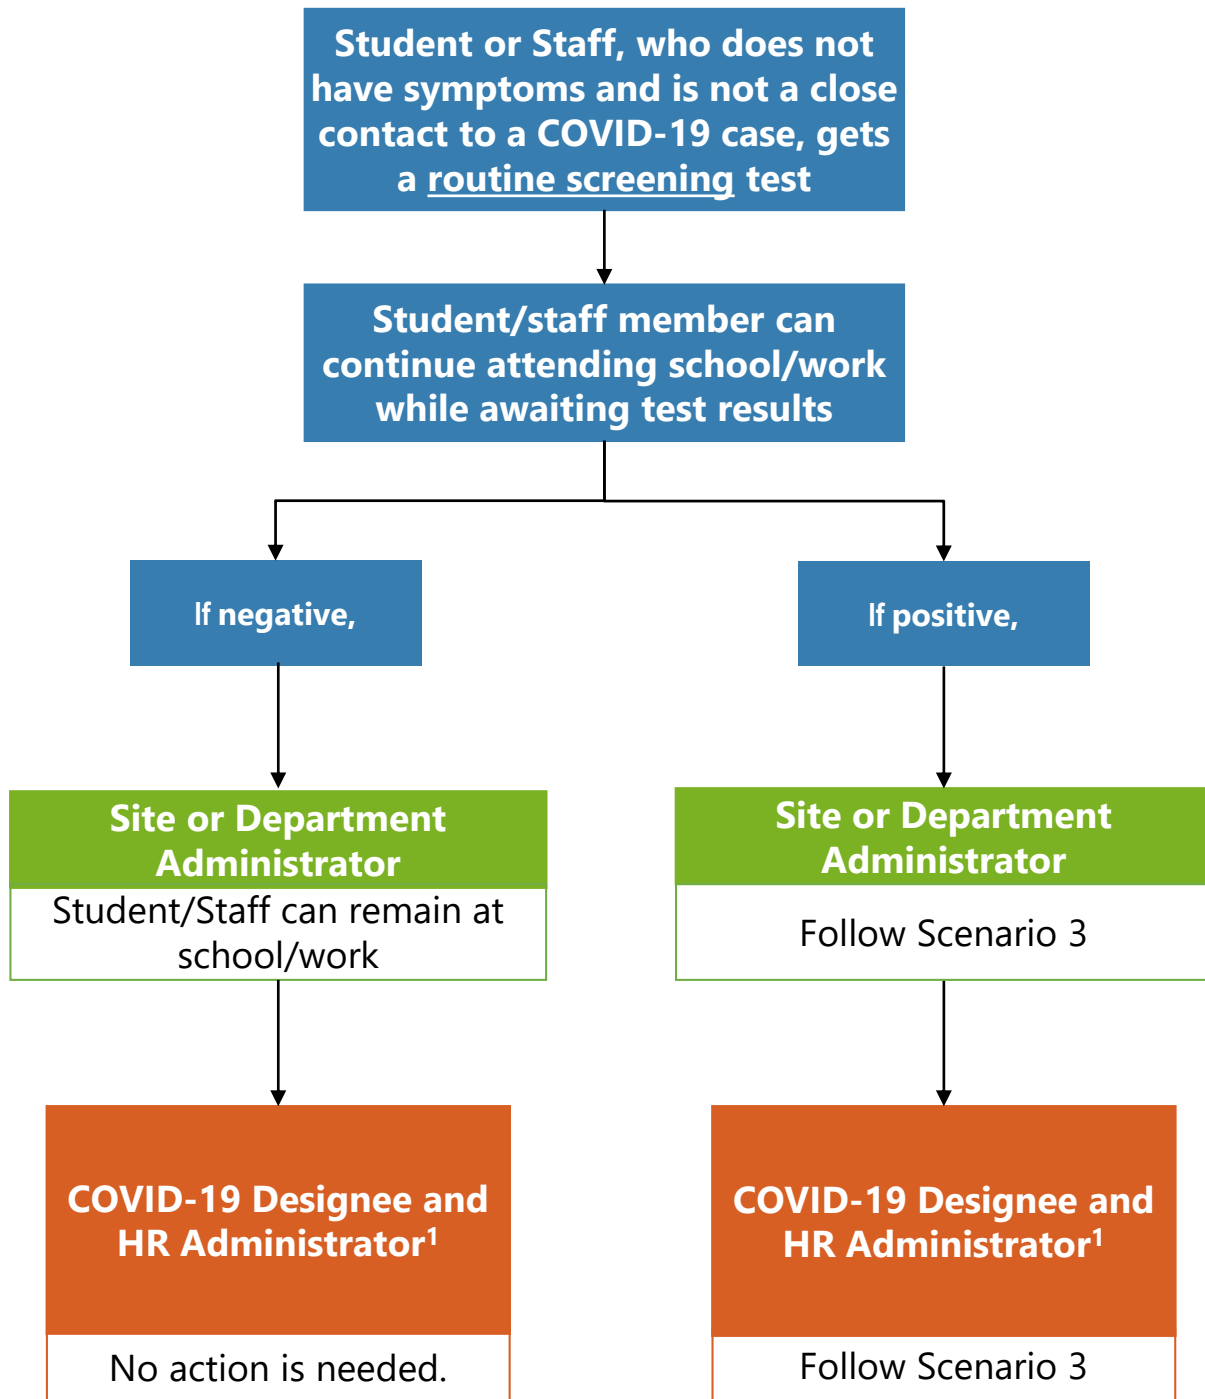 Student or Staff, who does not
have symptoms and is not a close
contact to a COVID-19 case, gets
a routine screening test
Student/staff member can
continue attending school/work
while awaiting test results
If negative,
If positive,
Site or Department
Administrator
Student/Staff can remain at
school/work
Site or Department
Administrator
Follow Scenario 3
COVID-19 Designee and
HR Administrator¹
No action is needed.
COVID-19 Designee and
HR Administrator¹
Follow Scenario 3